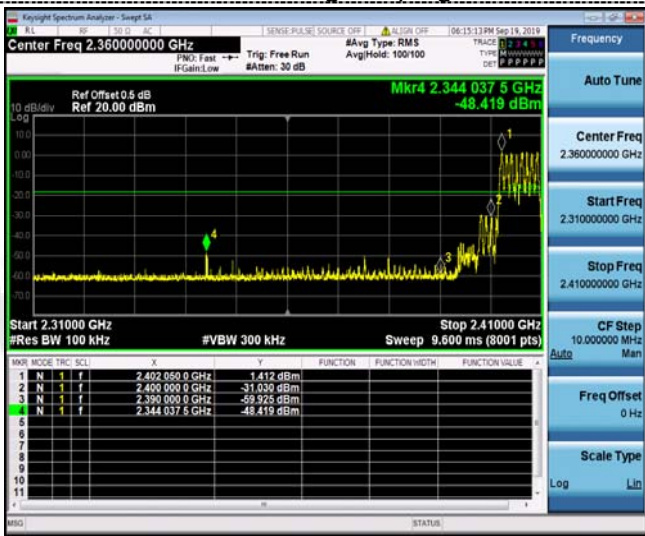 Keysight Spectrum Analyzer - Swept SA
RL RF 50 Ω AC SENSE:PULSE SOURCE OFF ALIGN OFF 06:15:13 PM Sep 19, 2019
Center Freq 2.360000000 GHz
PNO: Fast
IFGain:Low
Trig: Free Run
#Atten: 30 dB
#Avg Type: RMS
Avg|Hold: 100/100
TRACE 1 2 3 4 5 6
TYPE M W W W W W
DET P P P P P P
Frequency
Auto Tune
Center Freq
2.360000000 GHz
Start Freq
2.310000000 GHz
Stop Freq
2.410000000 GHz
CF Step
10.000000 MHz
Auto Man
Freq Offset
0 Hz
Scale Type
Log Lin
Mkr4 2.344 037 5 GHz
-48.419 dBm
Ref Offset 0.5 dB
10 dB/div Ref 20.00 dBm
Log
10.0
0.00
-10.0
-20.0
-30.0
-40.0
-50.0
-60.0
-70.0
1
2
3
4
Start 2.31000 GHz Stop 2.41000 GHz
#Res BW 100 kHz #VBW 300 kHz Sweep 9.600 ms (8001 pts)
MKR MODE TRC SCL X Y FUNCTION FUNCTION WIDTH FUNCTION VALUE
1 N 1 f 2.402 050 0 GHz 1.412 dBm
2 N 1 f 2.400 000 0 GHz -31.030 dBm
3 N 1 f 2.390 000 0 GHz -59.925 dBm
4 N 1 f 2.344 037 5 GHz -48.419 dBm
5
6
7
8
9
10
11
MSG STATUS